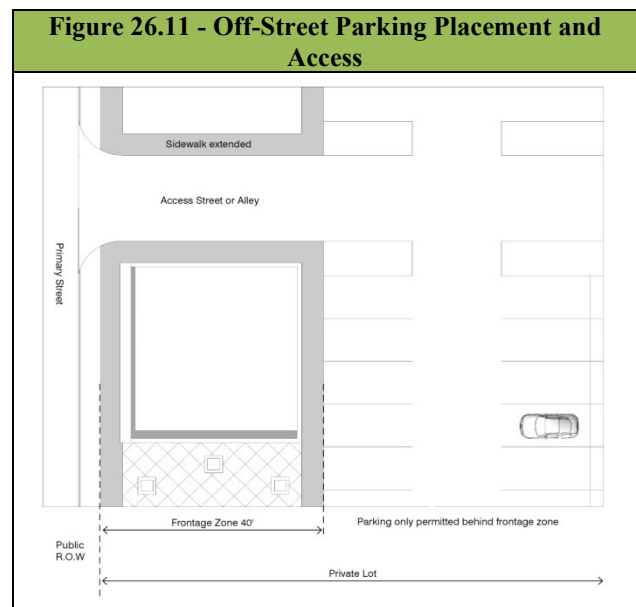 Figure 26.11 - Off-Street Parking Placement and
Access
Sidewalk extended
Access Street or Alley
Primary Street
Frontage Zone 40'
Parking only permitted behind frontage zone
Public
R.O.W
Private Lot